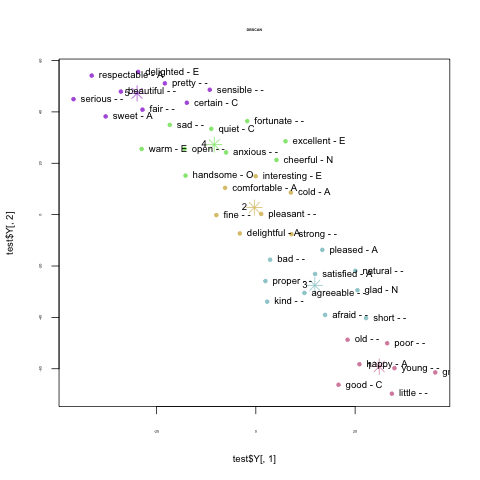 DBSCAN
delighted - E
respectable - A
pretty - -
5
beautiful - -
sensible - -
serious - -
certain - C
fair - -
sweet - A
fortunate - -
sad - -
quiet - C
excellent - E
4
warm - E
open - -
anxious - -
cheerful - N
handsome - O
interesting - E
comfortable - A
cold - A
2
fine - -
pleasant - -
delightful - A
strong - -
pleased - A
bad - -
natural - -
satisfied - A
proper - -
3
glad - N
agreeable - -
kind - -
afraid - -
short - -
old - -
poor - -
happy - A
young - -
good - C
little - -
test$Y[, 2]
test$Y[, 1]